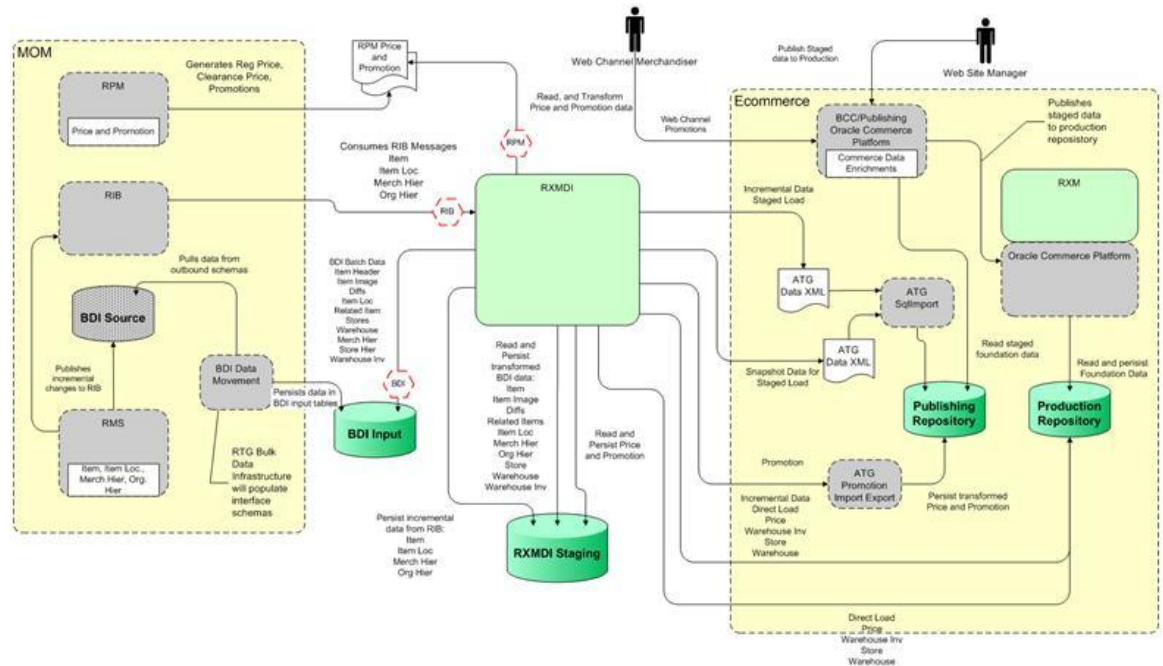 MOM
Generates Reg Price,
Clearance Price,
Promotions
RPM
Price and Promotion
RIB
Pulls data from
outbound schemas
BDI Source
Publishes
incremental
changes to RIB
BDI Data
Movement
Persists data in
BDI input tables
RMS
Item, Item Loc.,
Merch Hier, Org.
Hier
RTG Bulk
Data
Infrastructure
will populate
interface
schemas
RPM Price
and
Promotion
Read, and Transform
Price and Promotion data
RPM
Consumes RIB Messages
Item
Item Loc
Merch Hier
Org Hier
RIB
RXMDI
BDI Batch Data
Item Header
Item Image
Diffs
Item Loc
Related Item
Stores
Warehouse
Merch Hier
Store Hier
Warehouse Inv
BDI
BDI Input
Read and
Persist
transformed
BDI data:
Item
Item Image
Diffs
Related Items
Item Loc
Merch Hier
Org Hier
Store
Warehouse
Warehouse Inv
Read and
Persist Price
and Promotion
Persist incremental
data from RIB:
Item
Item Loc
Merch Hier
Org Hier
RXMDI Staging
Web Channel Merchandiser
Web Channel
Promotions
Publish Staged
data to Production
Web Site Manager
Ecommerce
BCC/Publishing
Oracle Commerce
Platform
Commerce Data
Enrichments
Publishes
staged data
to production
reposistory
RXM
Oracle Commerce Platform
Incremental Data
Staged Load
ATG
Data XML
ATG
SqlImport
ATG
Data XML
Snapshot Data for
Staged Load
Read staged
foundation data
Read and perisist
Foundation Data
Publishing
Repository
Production
Repository
Promotion
ATG
Promotion
Import Export
Persist transformed
Price and Promotion
Incremental Data
Direct Load
Price
Warehouse Inv
Store
Warehouse
Direct Load
Price
Warehouse Inv
Store
Warehouse